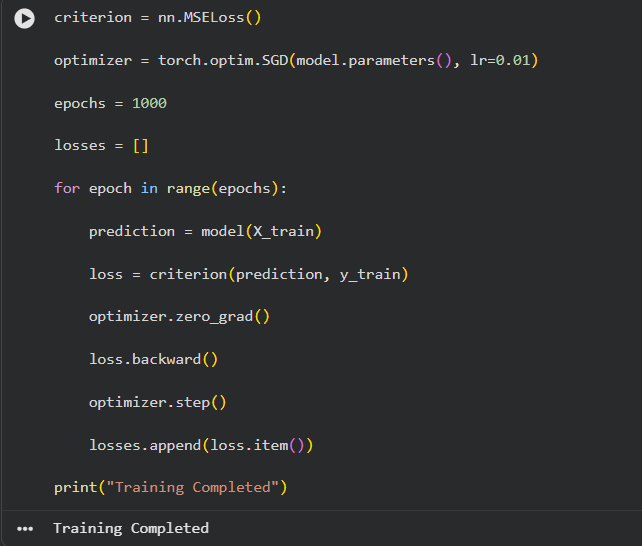 criterion = nn.MSELoss()
optimizer = torch.optim.SGD(model.parameters(), lr=0.01)
epochs = 1000
losses = []
for epoch in range(epochs):
    prediction = model(X_train)
    loss = criterion(prediction, y_train)
    optimizer.zero_grad()
    loss.backward()
    optimizer.step()
    losses.append(loss.item())
print("Training Completed")
Training Completed